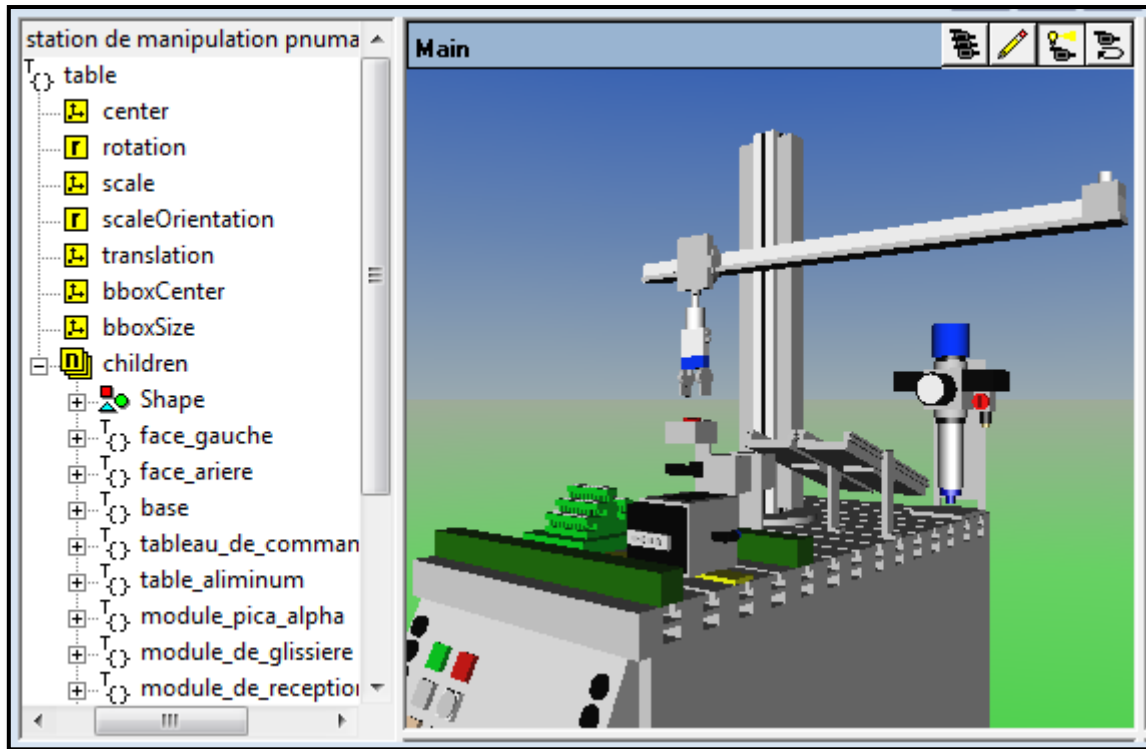 station de manipulation pnuma
table
center
rotation
scale
scaleOrientation
translation
bboxCenter
bboxSize
children
Shape
face_gauche
face_ariere
base
tableau_de_comman
table_aliminum
module_pica_alpha
module_de_glissiere
module_de_reception
Main